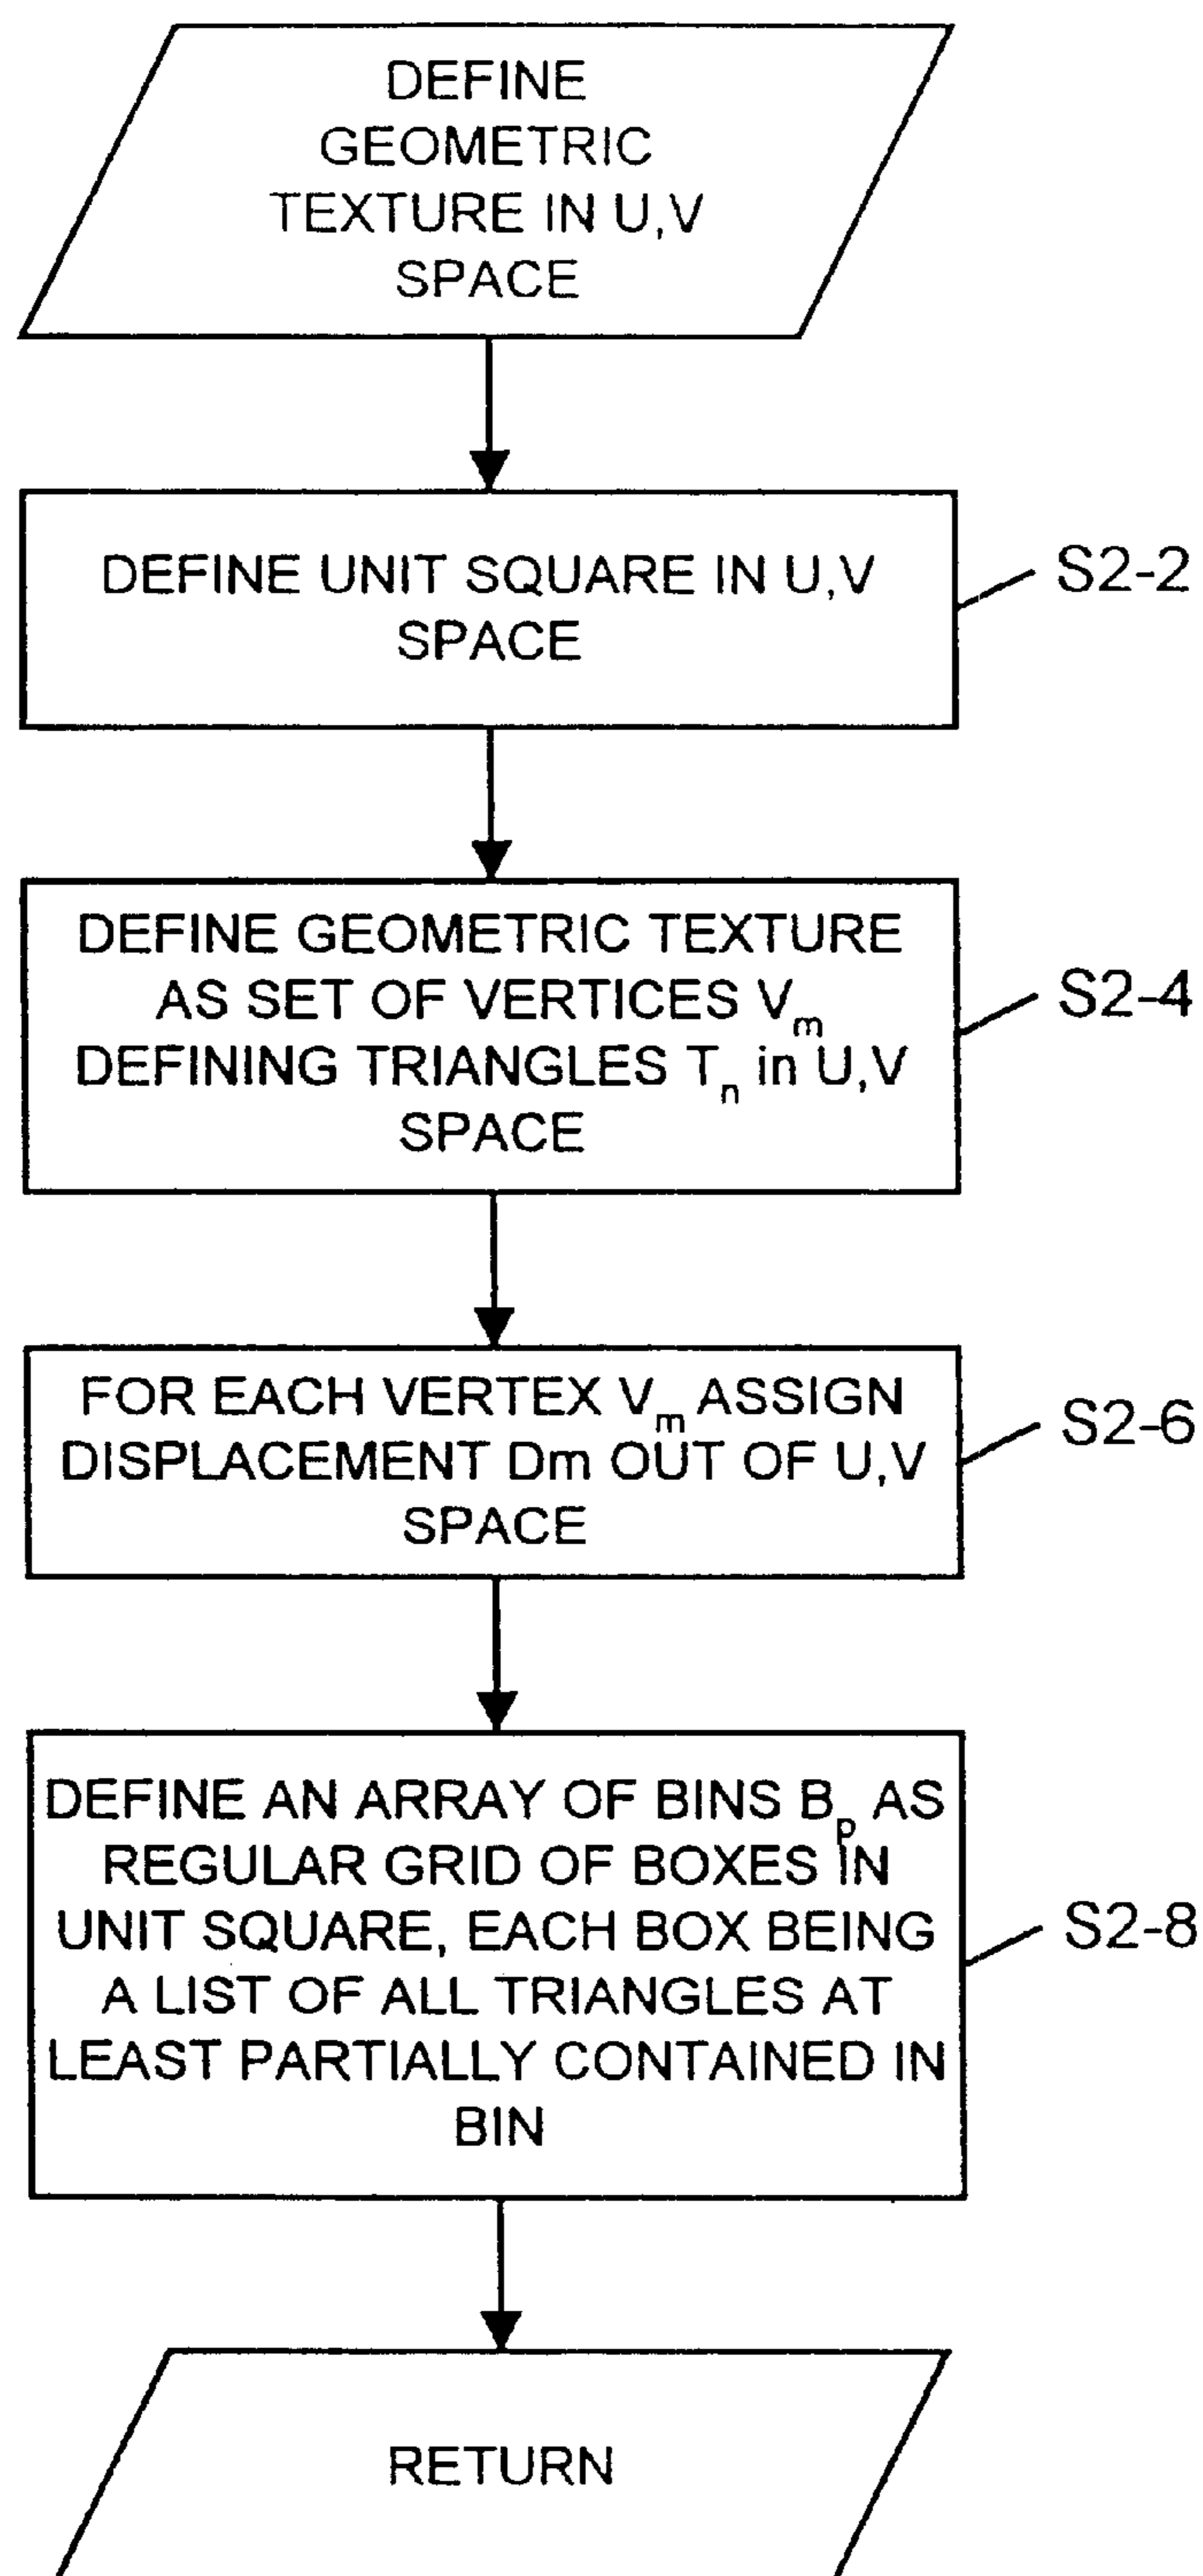 DEFINE
GEOMETRIC
TEXTURE IN U,V
SPACE
DEFINE UNIT SQUARE IN U,V
SPACE
S2-2
DEFINE GEOMETRIC TEXTURE
AS SET OF VERTICES Vm
DEFINING TRIANGLES Tn in U,V
SPACE
S2-4
FOR EACH VERTEX Vm ASSIGN
DISPLACEMENT Dm OUT OF U,V
SPACE
S2-6
DEFINE AN ARRAY OF BINS Bp AS
REGULAR GRID OF BOXES IN
UNIT SQUARE, EACH BOX BEING
A LIST OF ALL TRIANGLES AT
LEAST PARTIALLY CONTAINED IN
BIN
S2-8
RETURN